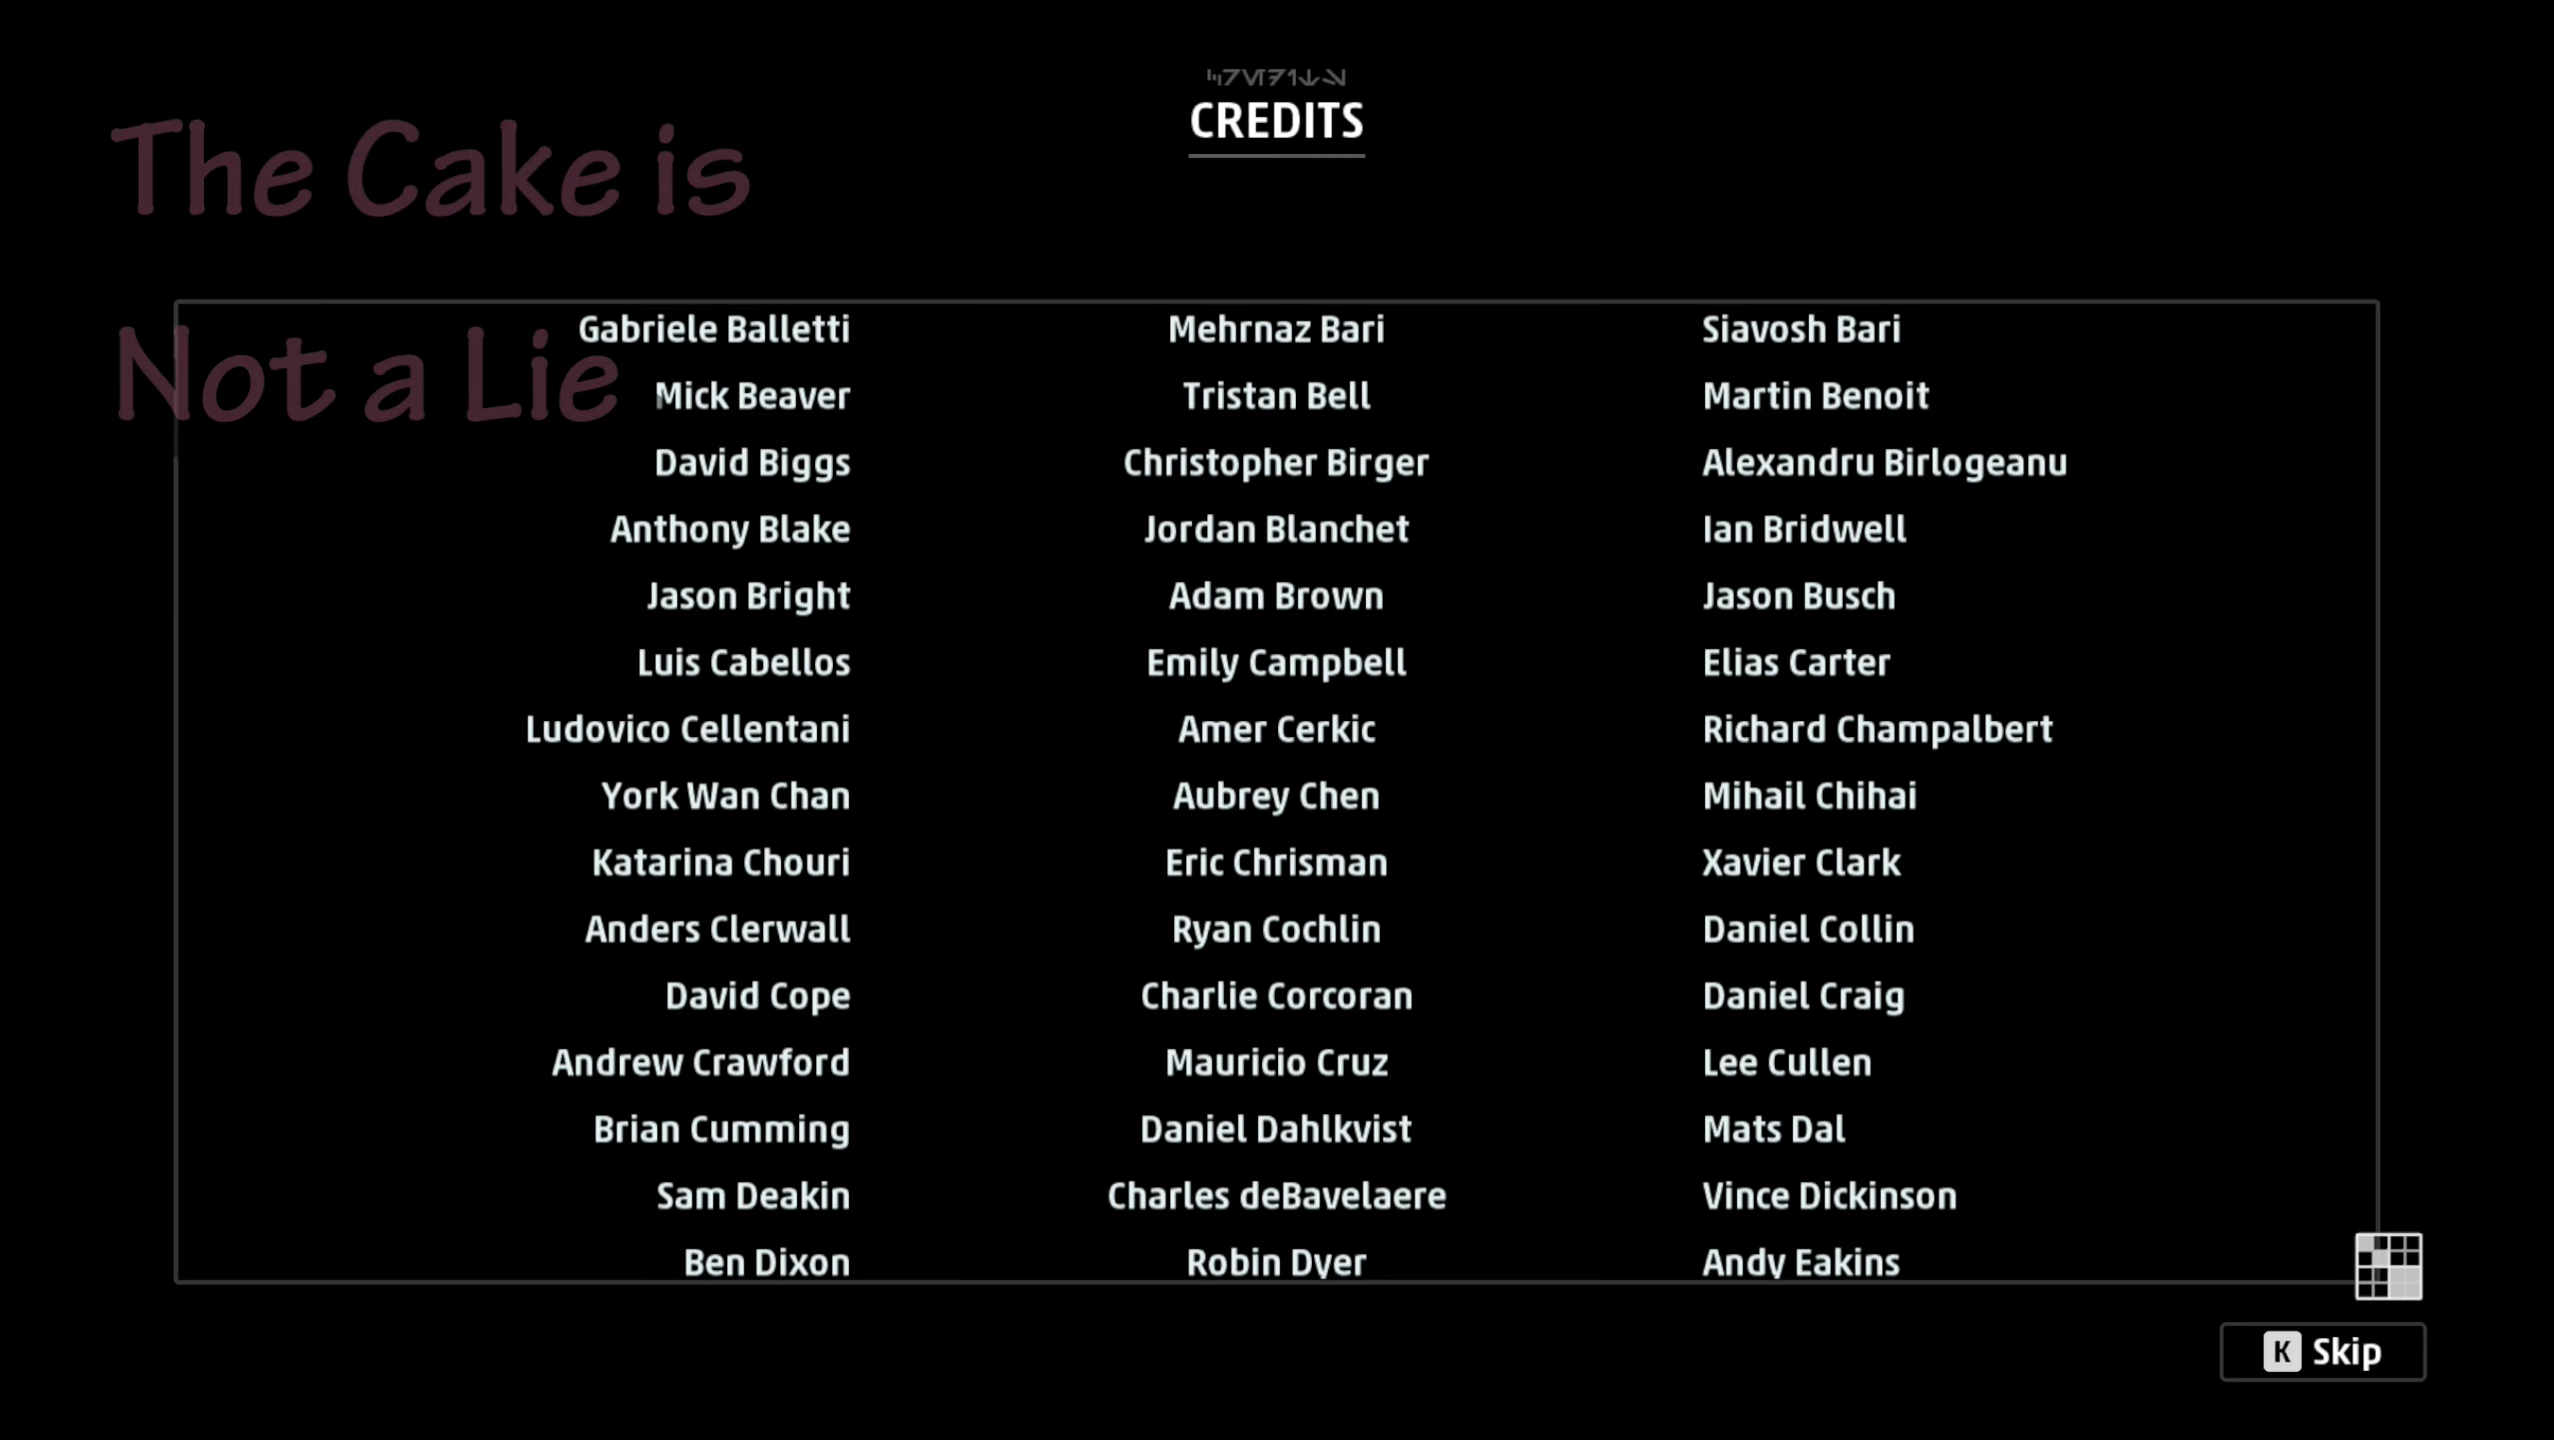 CREDITS
The Cake is
Not a Lie
Gabriele Balletti Mehrnaz Bari Siavosh Bari
Mick Beaver Tristan Bell Martin Benoit
David Biggs Christopher Birger Alexandru Birlogeanu
Anthony Blake Jordan Blanchet Ian Bridwell
Jason Bright Adam Brown Jason Busch
Luis Cabellos Emily Campbell Elias Carter
Ludovico Cellentani Amer Cerkic Richard Champalbert
York Wan Chan Aubrey Chen Mihail Chihai
Katarina Chouri Eric Chrisman Xavier Clark
Anders Clerwall Ryan Cochlin Daniel Collin
David Cope Charlie Corcoran Daniel Craig
Andrew Crawford Mauricio Cruz Lee Cullen
Brian Cumming Daniel Dahlkvist Mats Dal
Sam Deakin Charles deBavelaere Vince Dickinson
Ben Dixon Robin Dyer Andy Eakins
K Skip